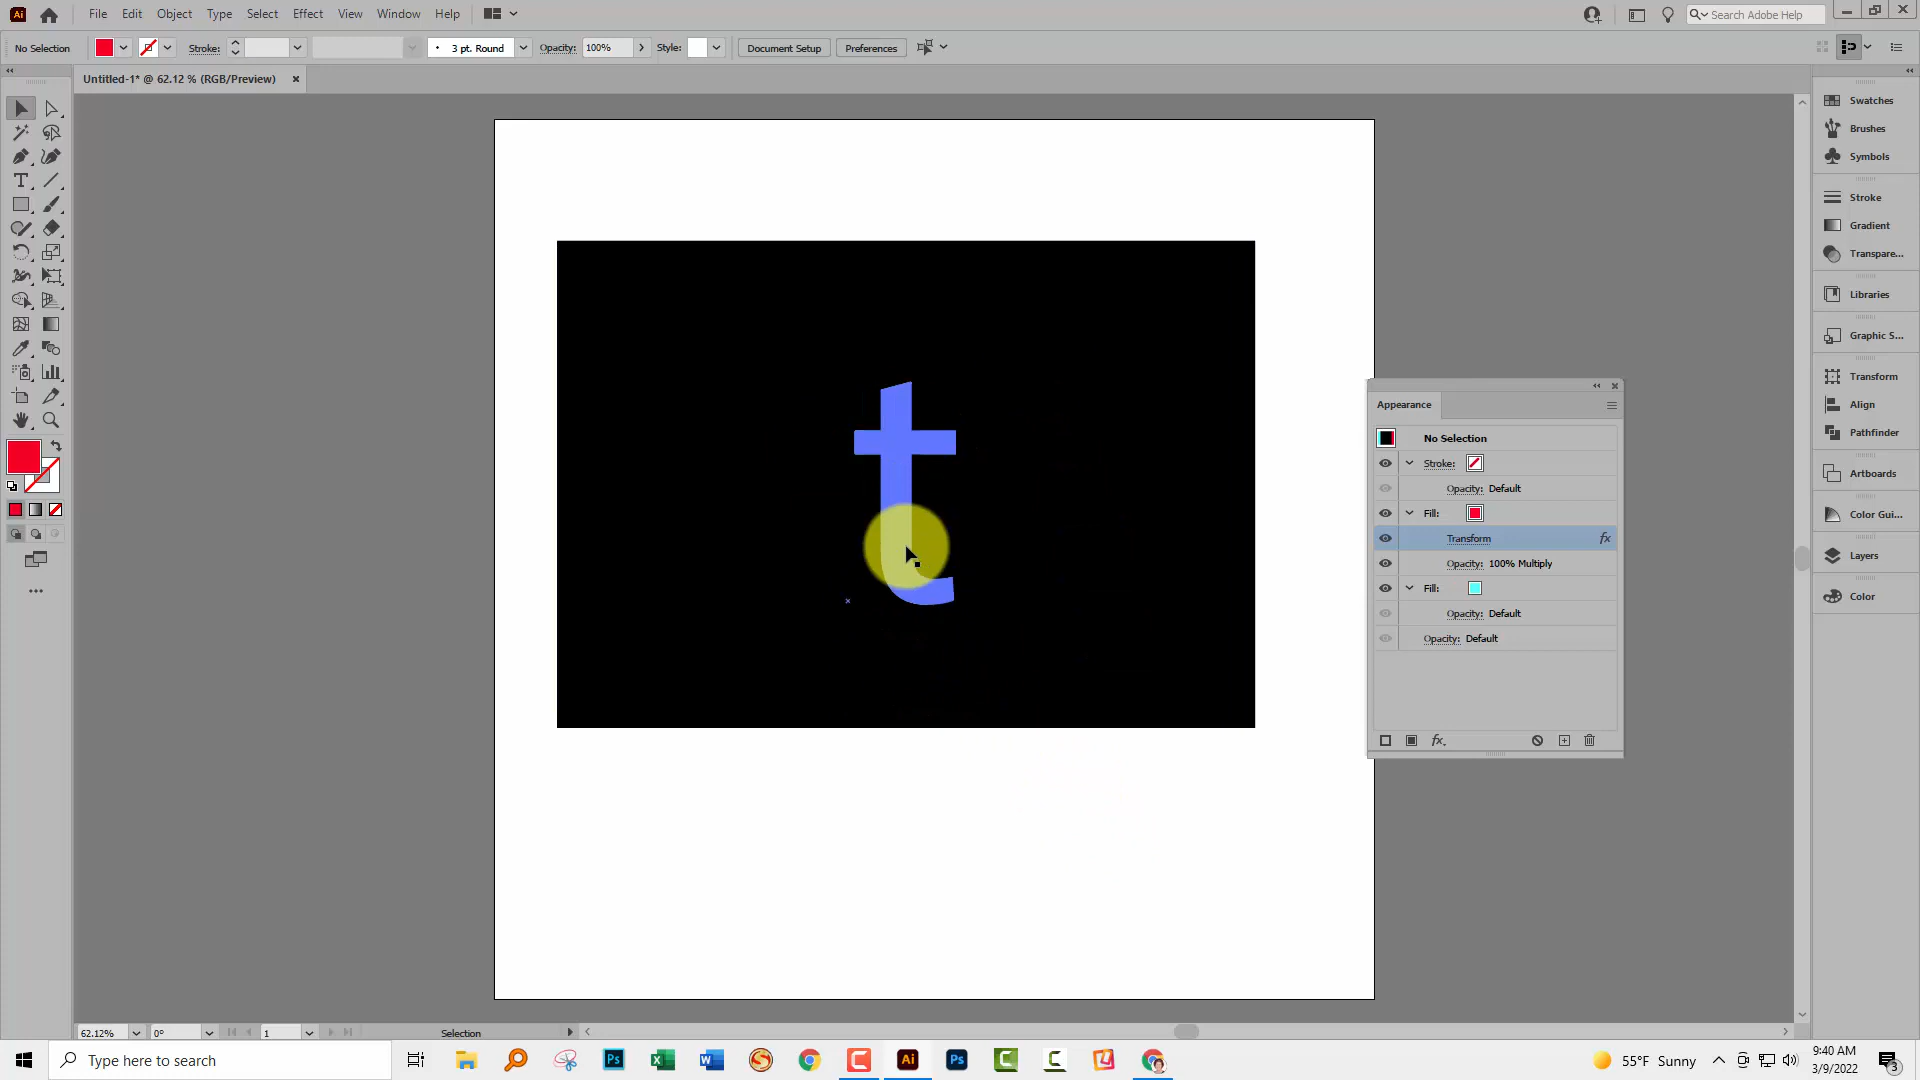 File Edit Object Type Select Effect View Window Help
Search Adobe Help
No Selection Stroke: 3 pt. Round Opacity: 100% Style: Document Setup Preferences
Untitled-1* @ 62.12 % (RGB/Preview)
t
Appearance
No Selection
Stroke:
Opacity: Default
Fill:
Transform fx
Opacity: 100% Multiply
Fill:
Opacity: Default
Opacity: Default
fx
Swatches
Brushes
Symbols
Stroke
Gradient
Transpare...
Libraries
Graphic S...
Transform
Align
Pathfinder
Artboards
Color Gui...
Layers
Color
62.12% 0° 1 Selection
Type here to search
55°F Sunny
9:40 AM
3/9/2022
3